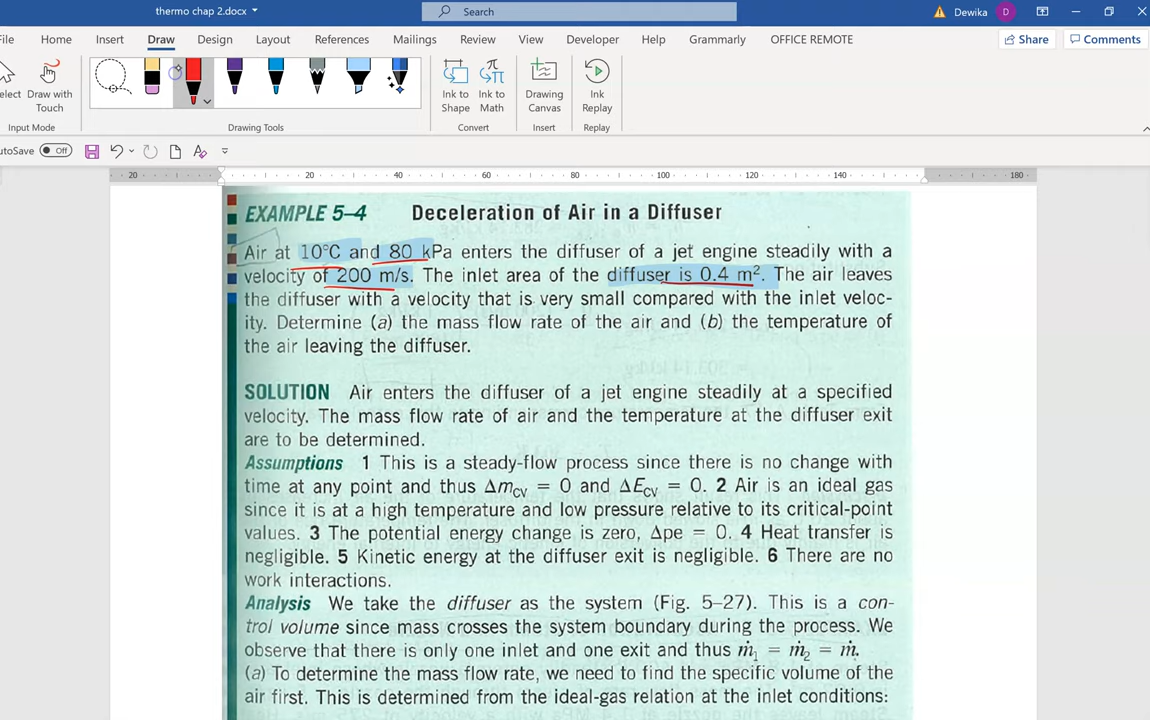 thermo chap 2.docx
Search
Dewika
D
File
Home
Insert
Draw
Design
Layout
References
Mailings
Review
View
Developer
Help
Grammarly
OFFICE REMOTE
Share
Comments
elect
Draw with
Touch
Ink to
Shape
Ink to
Math
Drawing
Canvas
Ink
Replay
Input Mode
Drawing Tools
Convert
Insert
Replay
utoSave
Off
20
20
40
60
80
100
120
140
180
EXAMPLE 5–4 Deceleration of Air in a Diffuser
Air at 10°C and 80 kPa enters the diffuser of a jet engine steadily with a
velocity of 200 m/s. The inlet area of the diffuser is 0.4 m². The air leaves
the diffuser with a velocity that is very small compared with the inlet veloc-
ity. Determine (a) the mass flow rate of the air and (b) the temperature of
the air leaving the diffuser.
SOLUTION Air enters the diffuser of a jet engine steadily at a specified
velocity. The mass flow rate of air and the temperature at the diffuser exit
are to be determined.
Assumptions 1 This is a steady-flow process since there is no change with
time at any point and thus Δm_CV = 0 and ΔE_CV = 0. 2 Air is an ideal gas
since it is at a high temperature and low pressure relative to its critical-point
values. 3 The potential energy change is zero, Δpe = 0. 4 Heat transfer is
negligible. 5 Kinetic energy at the diffuser exit is negligible. 6 There are no
work interactions.
Analysis We take the diffuser as the system (Fig. 5–27). This is a con-
trol volume since mass crosses the system boundary during the process. We
observe that there is only one inlet and one exit and thus ṁ₁ = ṁ₂ = ṁ.
(a) To determine the mass flow rate, we need to find the specific volume of the
air first. This is determined from the ideal-gas relation at the inlet conditions: